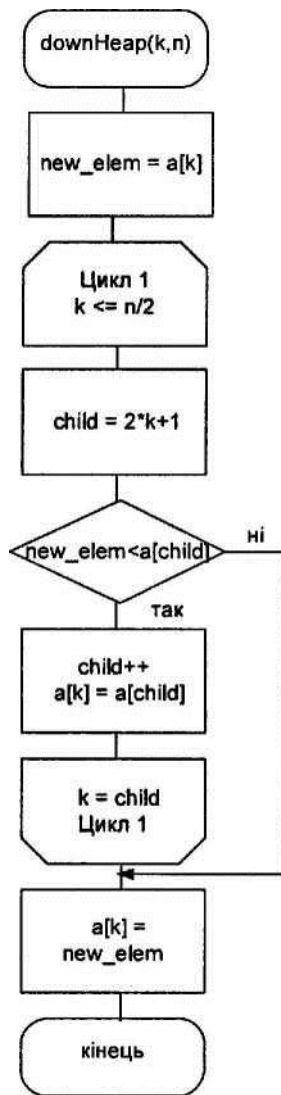 downHeap(k,n)
new_elem = a[k]
Цикл 1
k <= n/2
child = 2*k+1
new_elem<a[child]
ні
так
child++
a[k] = a[child]
k = child
Цикл 1
a[k] =
new_elem
кінець